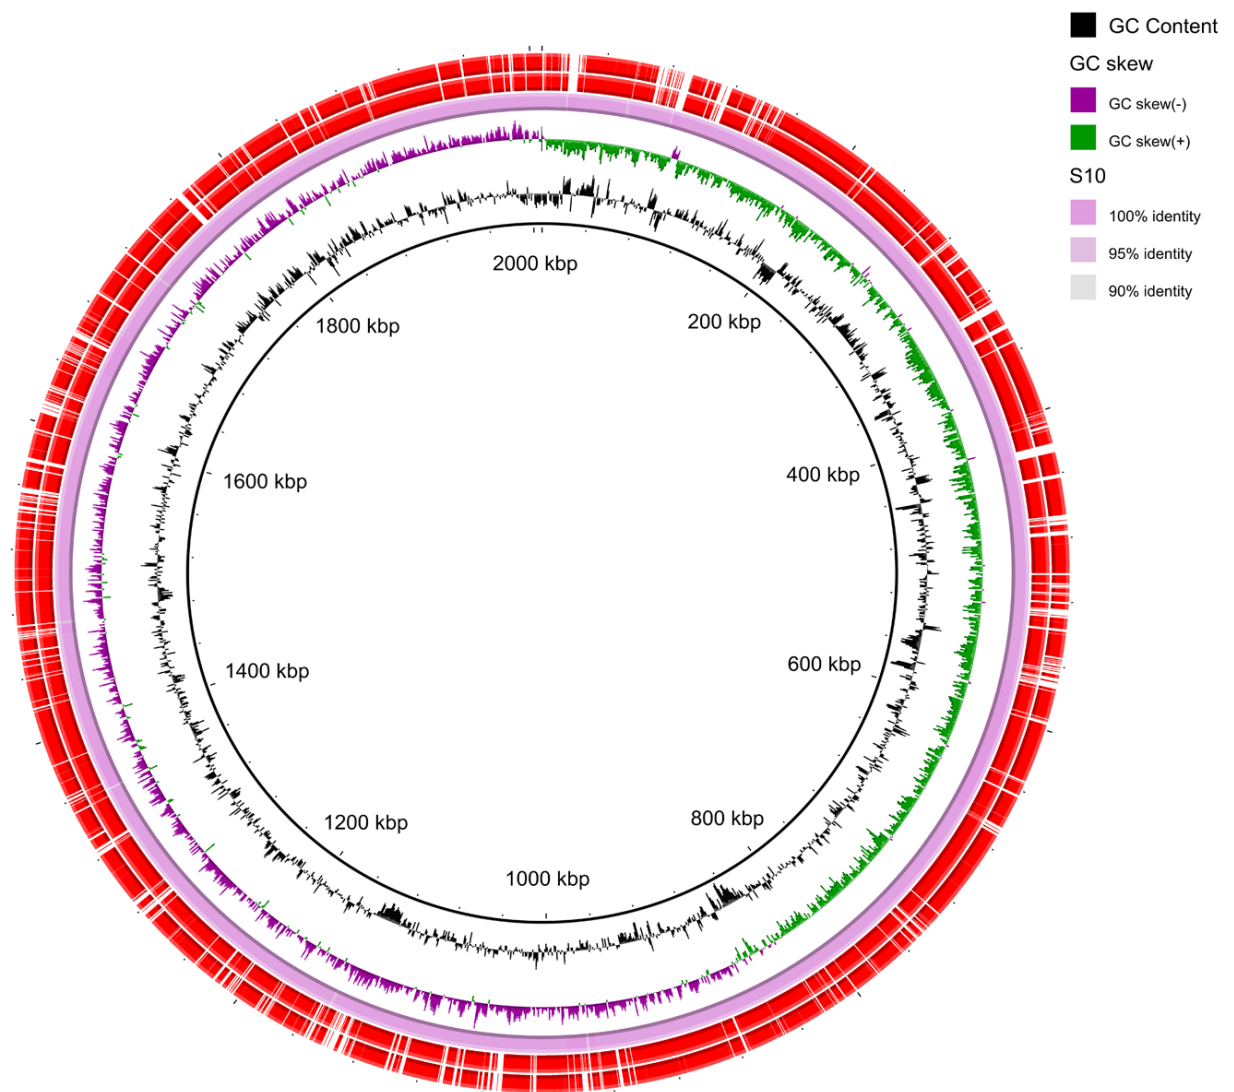 GC Content
GC skew
GC skew(-)
GC skew(+)
S10
100% identity
95% identity
90% identity
2000 kbp
200 kbp
400 kbp
600 kbp
800 kbp
1000 kbp
1200 kbp
1400 kbp
1600 kbp
1800 kbp